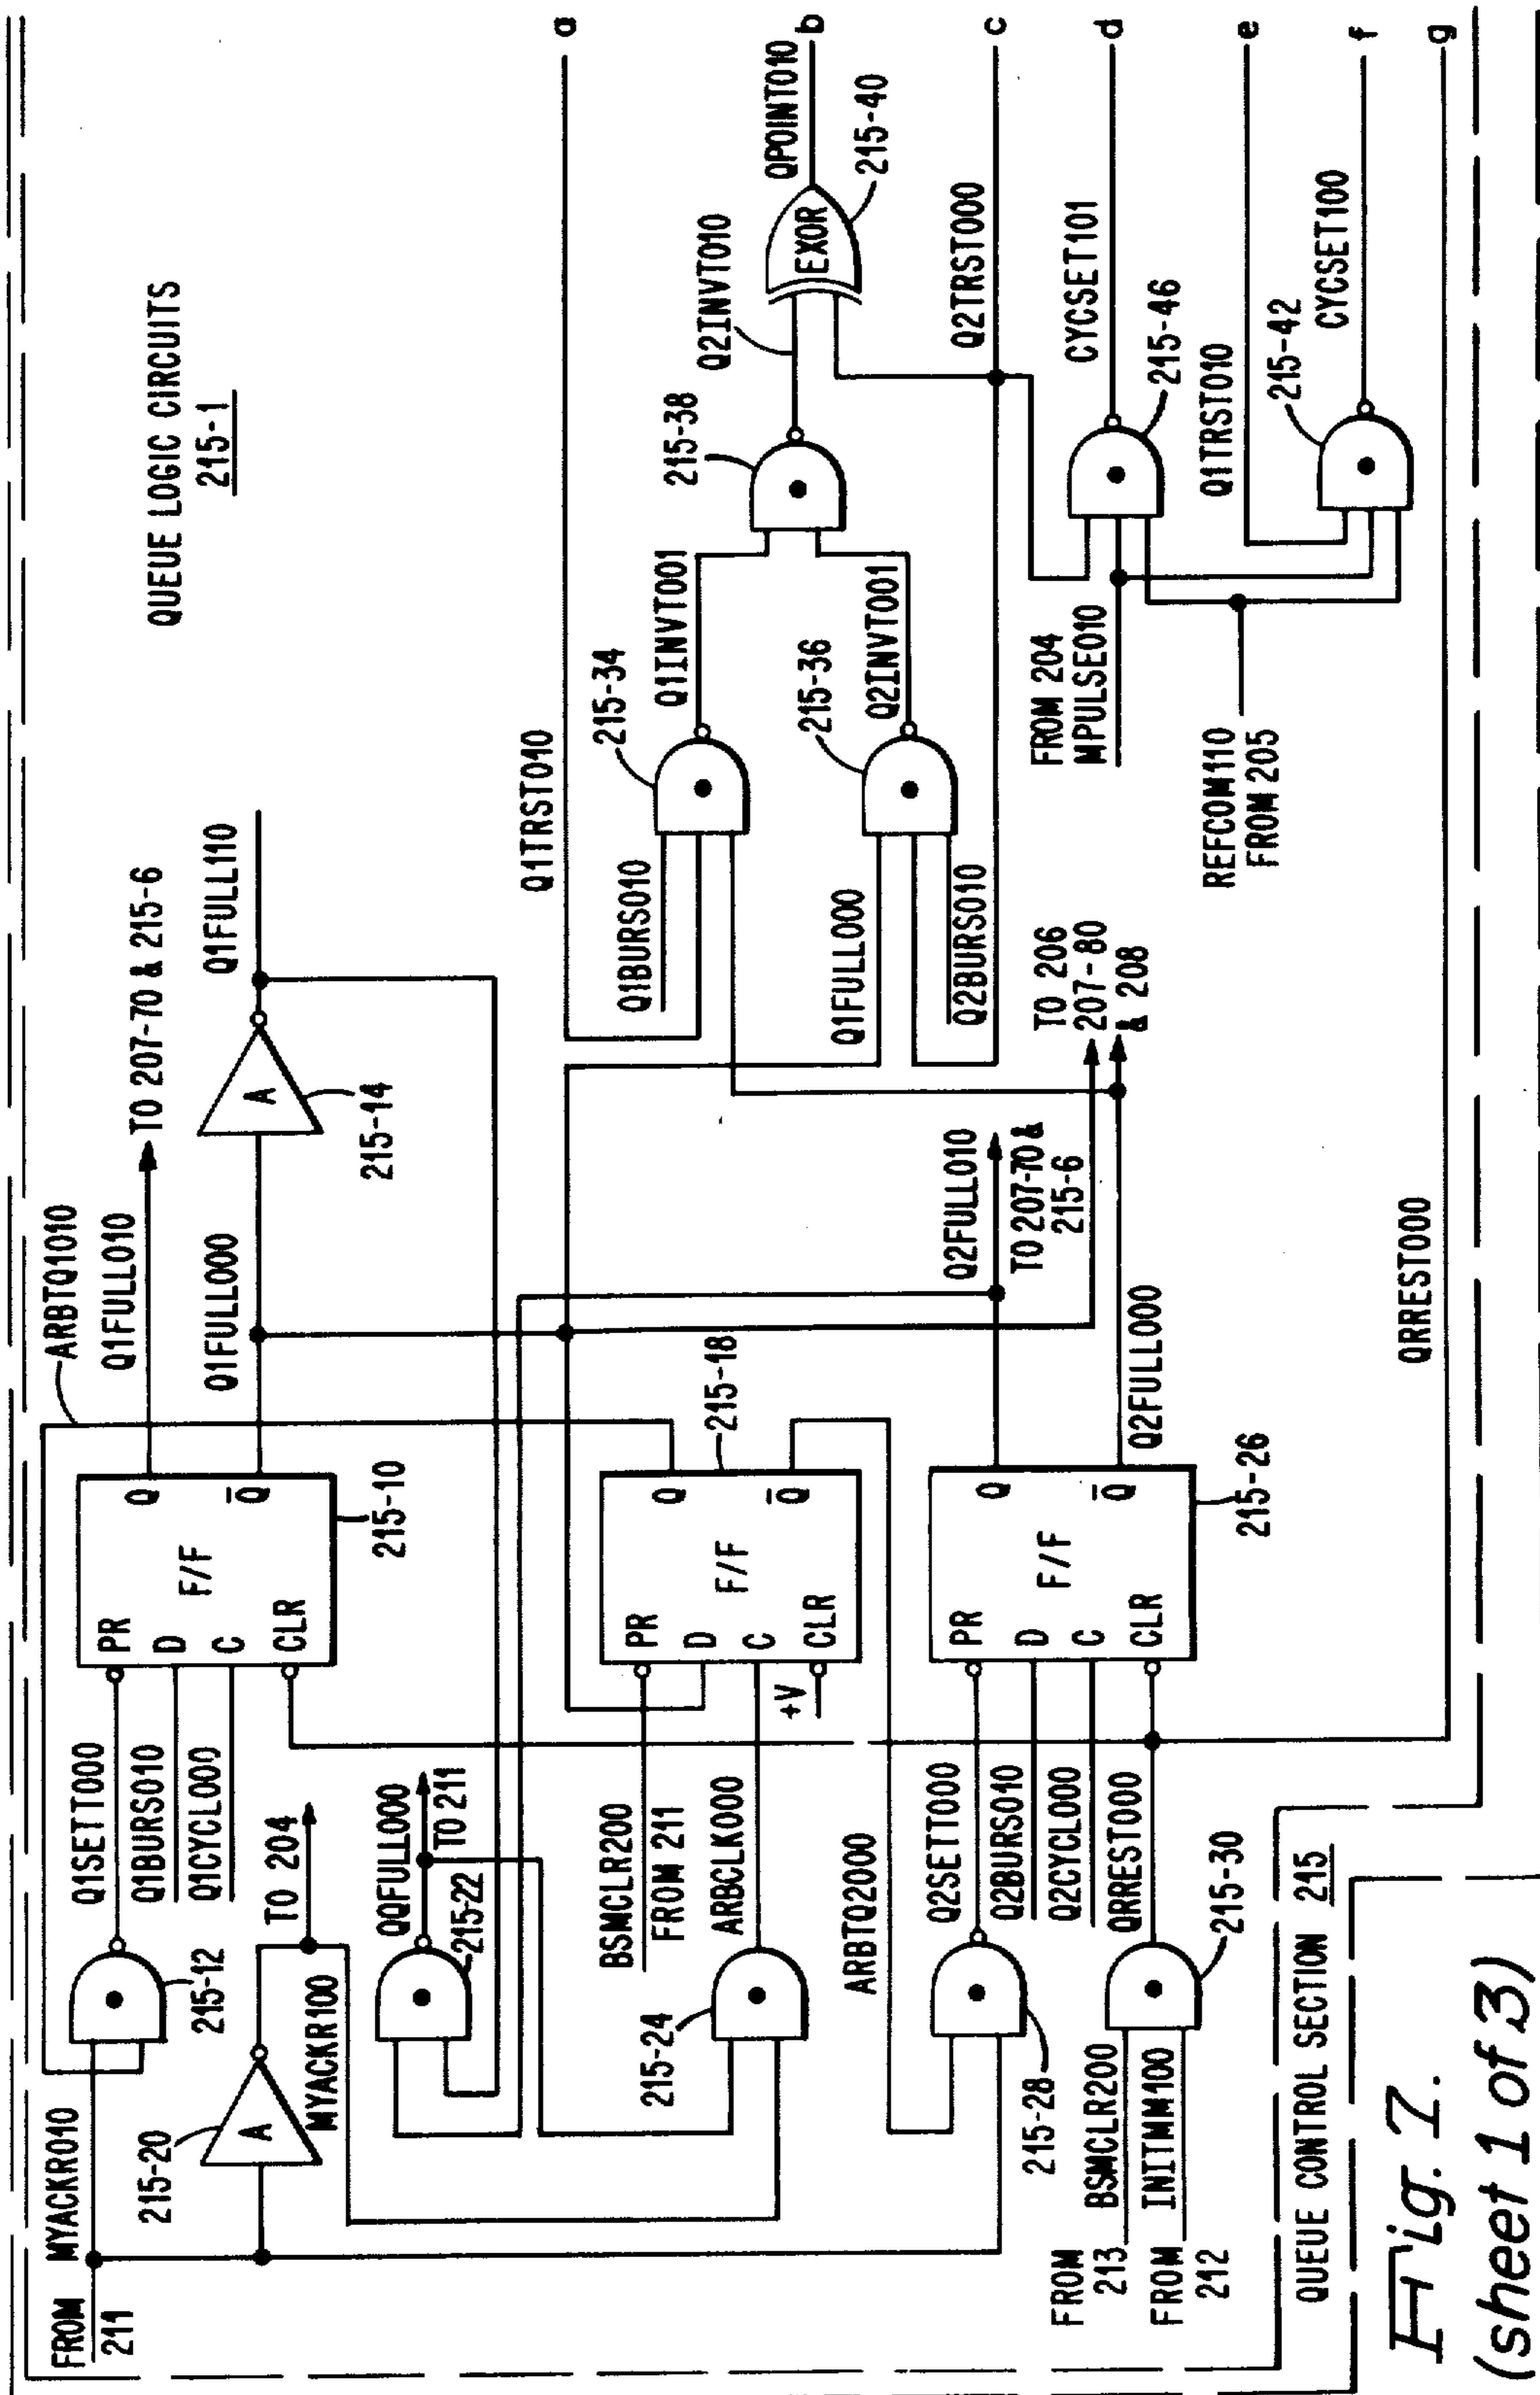 QUEUE LOGIC CIRCUITS
215-1
FROM
211
MYACKR010
215-20
A
MYACKR100
TO 204
215-12
Q1SETT000
Q1BURS010
Q1CYCL000
PR
D
C
CLR
F/F
Q
Q
215-10
ARBTQ1010
Q1FULL010
TO 207-70 & 215-6
Q1FULL000
A
215-14
Q1FULL110
QQFULL000
TO 211
215-22
BSMCLR200
FROM 211
ARBCLK000
215-24
+V
PR
D
C
CLR
F/F
Q
Q
215-18
ARBTQ2000
Q2SETT000
Q2BURS010
Q2CYCL000
QRREST000
215-28
215-30
FROM
213
BSMCLR200
FROM
212
INITMM100
PR
D
C
CLR
F/F
Q
Q
215-26
Q2FULL010
TO 207-70 &
215-6
Q2FULL000
TO 206
207-80
& 208
Q1TRST010
Q1BURS010
215-34
Q1INVT001
Q1FULL000
Q2BURS010
215-36
Q2INVT001
215-38
Q2INVT010
EXOR
QPOINT010
215-40
Q2TRST000
FROM 204
MPULSE010
REFCOM110
FROM 205
CYCSET101
215-46
Q1TRST010
215-42
CYCSET100
QRREST000
a
b
c
d
e
f
g
QUEUE CONTROL SECTION 215
Fig. 7.
(sheet 1 of 3)